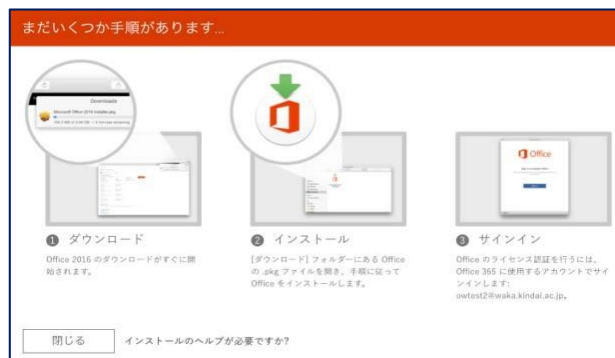 まだいくつか手順があります...
Downloads
Microsoft Office 2016 Installer.pkg
Office
1 ダウンロード
2 インストール
3 サインイン
Office 2016 のダウンロードがすぐに開
始されます。
[ダウンロード] フォルダーにある Office
の .pkg ファイルを開き、手順に従って
Office をインストールします。
Office のライセンス認証を行うには、
Office 365 に使用するアカウントでサイ
ンインします:
owtest2@waka.kindai.ac.jp。
閉じる
インストールのヘルプが必要ですか?